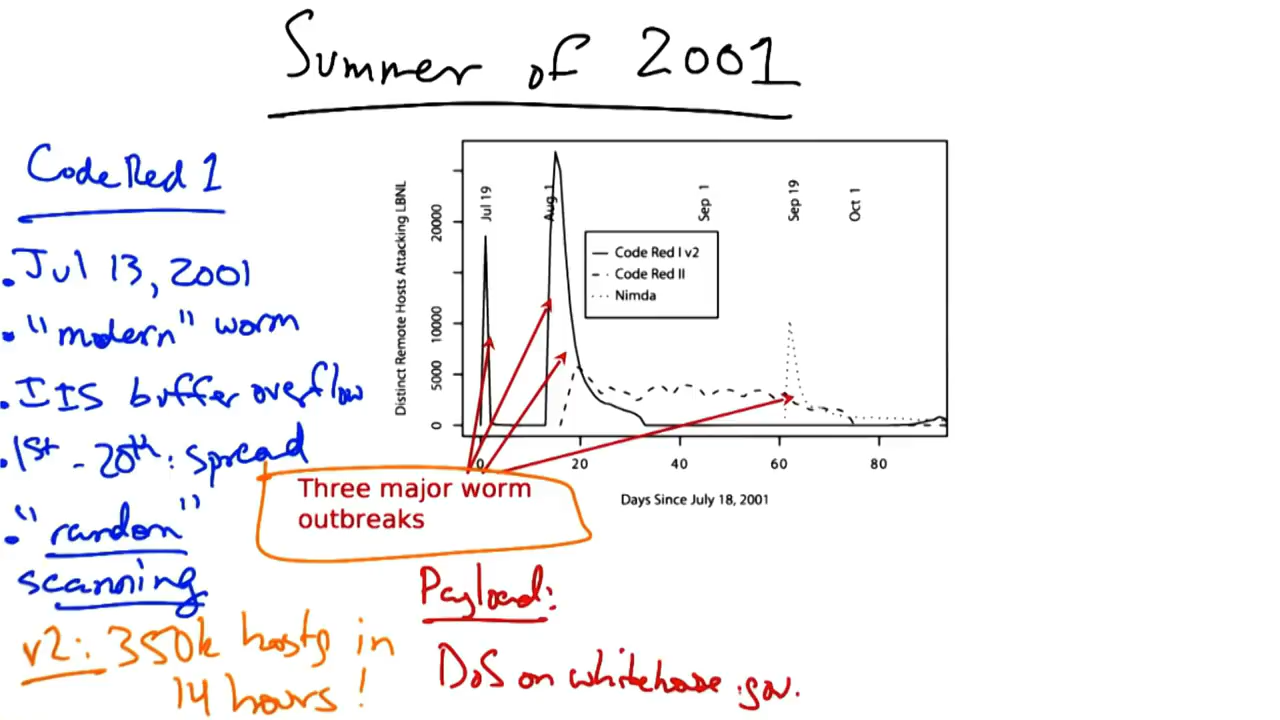 Summer of 2001
Code Red 1
• Jul 13, 2001
• "modern" worm
• IIS buffer overflow
• 1st - 20th: spread
• "random"
scanning
v2: 350k hosts in
14 hours!
Distinct Remote Hosts Attacking LBNL
0
5000
10000
20000
Jul 19
Aug 1
Sep 1
Sep 19
Oct 1
Code Red I v2
Code Red II
Nimda
0 20 40 60 80
Days Since July 18, 2001
Three major worm
outbreaks
Payload:
DoS on whitehouse.gov.